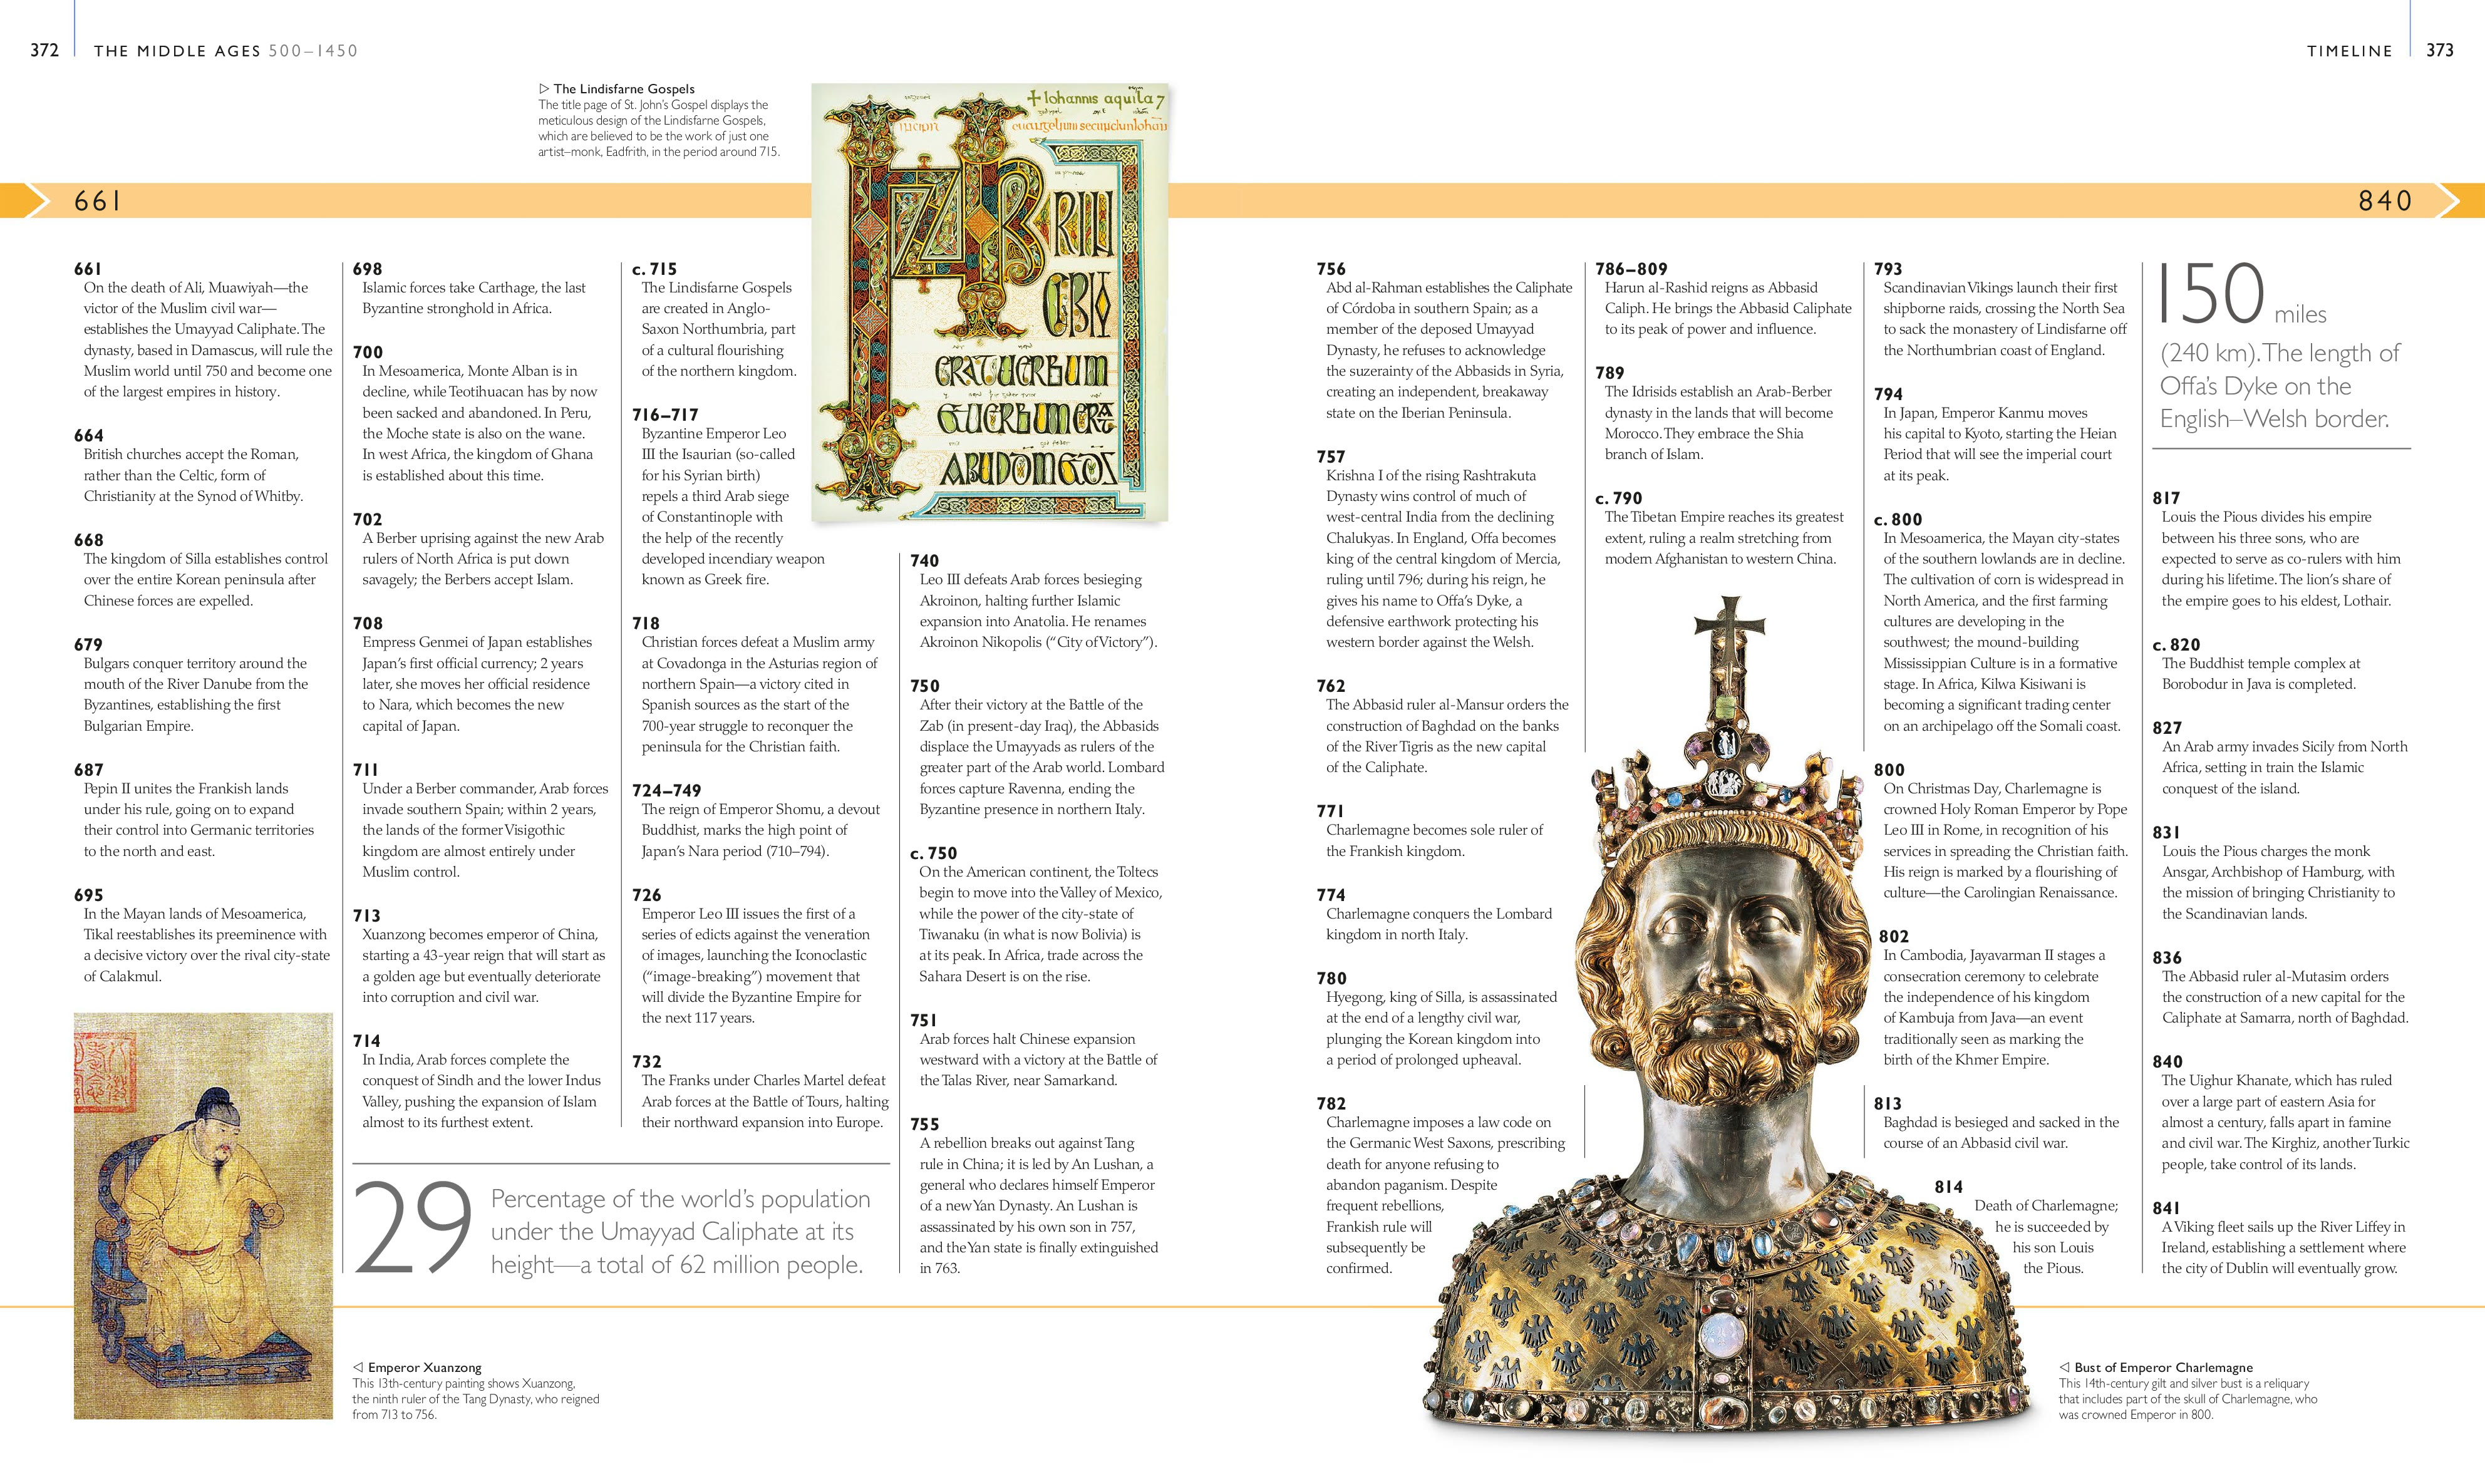 372
THE MIDDLE AGES 500–1450
TIMELINE
373
▷ The Lindisfarne Gospels
The title page of St. John's Gospel displays the
meticulous design of the Lindisfarne Gospels,
which are believed to be the work of just one
artist–monk, Eadfrith, in the period around 715.
661
840
661
On the death of Ali, Muawiyah—the
victor of the Muslim civil war—
establishes the Umayyad Caliphate. The
dynasty, based in Damascus, will rule the
Muslim world until 750 and become one
of the largest empires in history.
664
British churches accept the Roman,
rather than the Celtic, form of
Christianity at the Synod of Whitby.
668
The kingdom of Silla establishes control
over the entire Korean peninsula after
Chinese forces are expelled.
679
Bulgars conquer territory around the
mouth of the River Danube from the
Byzantines, establishing the first
Bulgarian Empire.
687
Pepin II unites the Frankish lands
under his rule, going on to expand
their control into Germanic territories
to the north and east.
695
In the Mayan lands of Mesoamerica,
Tikal reestablishes its preeminence with
a decisive victory over the rival city-state
of Calakmul.
698
Islamic forces take Carthage, the last
Byzantine stronghold in Africa.
700
In Mesoamerica, Monte Alban is in
decline, while Teotihuacan has by now
been sacked and abandoned. In Peru,
the Moche state is also on the wane.
In west Africa, the kingdom of Ghana
is established about this time.
702
A Berber uprising against the new Arab
rulers of North Africa is put down
savagely; the Berbers accept Islam.
708
Empress Genmei of Japan establishes
Japan's first official currency; 2 years
later, she moves her official residence
to Nara, which becomes the new
capital of Japan.
711
Under a Berber commander, Arab forces
invade southern Spain; within 2 years,
the lands of the former Visigothic
kingdom are almost entirely under
Muslim control.
713
Xuanzong becomes emperor of China,
starting a 43-year reign that will start as
a golden age but eventually deteriorate
into corruption and civil war.
714
In India, Arab forces complete the
conquest of Sindh and the lower Indus
Valley, pushing the expansion of Islam
almost to its furthest extent.
c. 715
The Lindisfarne Gospels
are created in Anglo-
Saxon Northumbria, part
of a cultural flourishing
of the northern kingdom.
716–717
Byzantine Emperor Leo
III the Isaurian (so-called
for his Syrian birth)
repels a third Arab siege
of Constantinople with
the help of the recently
developed incendiary weapon
known as Greek fire.
718
Christian forces defeat a Muslim army
at Covadonga in the Asturias region of
northern Spain—a victory cited in
Spanish sources as the start of the
700-year struggle to reconquer the
peninsula for the Christian faith.
724–749
The reign of Emperor Shomu, a devout
Buddhist, marks the high point of
Japan's Nara period (710–794).
726
Emperor Leo III issues the first of a
series of edicts against the veneration
of images, launching the Iconoclastic
("image-breaking") movement that
will divide the Byzantine Empire for
the next 117 years.
732
The Franks under Charles Martel defeat
Arab forces at the Battle of Tours, halting
their northward expansion into Europe.
29
Percentage of the world's population
under the Umayyad Caliphate at its
height—a total of 62 million people.
740
Leo III defeats Arab forces besieging
Akroinon, halting further Islamic
expansion into Anatolia. He renames
Akroinon Nikopolis ("City of Victory").
750
After their victory at the Battle of the
Zab (in present-day Iraq), the Abbasids
displace the Umayyads as rulers of the
greater part of the Arab world. Lombard
forces capture Ravenna, ending the
Byzantine presence in northern Italy.
c. 750
On the American continent, the Toltecs
begin to move into the Valley of Mexico,
while the power of the city-state of
Tiwanaku (in what is now Bolivia) is
at its peak. In Africa, trade across the
Sahara Desert is on the rise.
751
Arab forces halt Chinese expansion
westward with a victory at the Battle of
the Talas River, near Samarkand.
755
A rebellion breaks out against Tang
rule in China; it is led by An Lushan, a
general who declares himself Emperor
of a new Yan Dynasty. An Lushan is
assassinated by his own son in 757,
and the Yan state is finally extinguished
in 763.
◁ Emperor Xuanzong
This 13th-century painting shows Xuanzong,
the ninth ruler of the Tang Dynasty, who reigned
from 713 to 756.
756
Abd al-Rahman establishes the Caliphate
of Córdoba in southern Spain; as a
member of the deposed Umayyad
Dynasty, he refuses to acknowledge
the suzerainty of the Abbasids in Syria,
creating an independent, breakaway
state on the Iberian Peninsula.
757
Krishna I of the rising Rashtrakuta
Dynasty wins control of much of
west-central India from the declining
Chalukyas. In England, Offa becomes
king of the central kingdom of Mercia,
ruling until 796; during his reign, he
gives his name to Offa's Dyke, a
defensive earthwork protecting his
western border against the Welsh.
762
The Abbasid ruler al-Mansur orders the
construction of Baghdad on the banks
of the River Tigris as the new capital
of the Caliphate.
771
Charlemagne becomes sole ruler of
the Frankish kingdom.
774
Charlemagne conquers the Lombard
kingdom in north Italy.
780
Hyegong, king of Silla, is assassinated
at the end of a lengthy civil war,
plunging the Korean kingdom into
a period of prolonged upheaval.
782
Charlemagne imposes a law code on
the Germanic West Saxons, prescribing
death for anyone refusing to
abandon paganism. Despite
frequent rebellions,
Frankish rule will
subsequently be
confirmed.
786–809
Harun al-Rashid reigns as Abbasid
Caliph. He brings the Abbasid Caliphate
to its peak of power and influence.
789
The Idrisids establish an Arab-Berber
dynasty in the lands that will become
Morocco. They embrace the Shia
branch of Islam.
c. 790
The Tibetan Empire reaches its greatest
extent, ruling a realm stretching from
modern Afghanistan to western China.
793
Scandinavian Vikings launch their first
shipborne raids, crossing the North Sea
to sack the monastery of Lindisfarne off
the Northumbrian coast of England.
794
In Japan, Emperor Kanmu moves
his capital to Kyoto, starting the Heian
Period that will see the imperial court
at its peak.
c. 800
In Mesoamerica, the Mayan city-states
of the southern lowlands are in decline.
The cultivation of corn is widespread in
North America, and the first farming
cultures are developing in the
southwest; the mound-building
Mississippian Culture is in a formative
stage. In Africa, Kilwa Kisiwani is
becoming a significant trading center
on an archipelago off the Somali coast.
800
On Christmas Day, Charlemagne is
crowned Holy Roman Emperor by Pope
Leo III in Rome, in recognition of his
services in spreading the Christian faith.
His reign is marked by a flourishing of
culture—the Carolingian Renaissance.
802
In Cambodia, Jayavarman II stages a
consecration ceremony to celebrate
the independence of his kingdom
of Kambuja from Java—an event
traditionally seen as marking the
birth of the Khmer Empire.
813
Baghdad is besieged and sacked in the
course of an Abbasid civil war.
814
Death of Charlemagne;
he is succeeded by
his son Louis
the Pious.
150 miles
(240 km). The length of
Offa's Dyke on the
English–Welsh border.
817
Louis the Pious divides his empire
between his three sons, who are
expected to serve as co-rulers with him
during his lifetime. The lion's share of
the empire goes to his eldest, Lothair.
c. 820
The Buddhist temple complex at
Borobodur in Java is completed.
827
An Arab army invades Sicily from North
Africa, setting in train the Islamic
conquest of the island.
831
Louis the Pious charges the monk
Ansgar, Archbishop of Hamburg, with
the mission of bringing Christianity to
the Scandinavian lands.
836
The Abbasid ruler al-Mutasim orders
the construction of a new capital for the
Caliphate at Samarra, north of Baghdad.
840
The Uighur Khanate, which has ruled
over a large part of eastern Asia for
almost a century, falls apart in famine
and civil war. The Kirghiz, another Turkic
people, take control of its lands.
841
A Viking fleet sails up the River Liffey in
Ireland, establishing a settlement where
the city of Dublin will eventually grow.
◁ Bust of Emperor Charlemagne
This 14th-century gilt and silver bust is a reliquary
that includes part of the skull of Charlemagne, who
was crowned Emperor in 800.